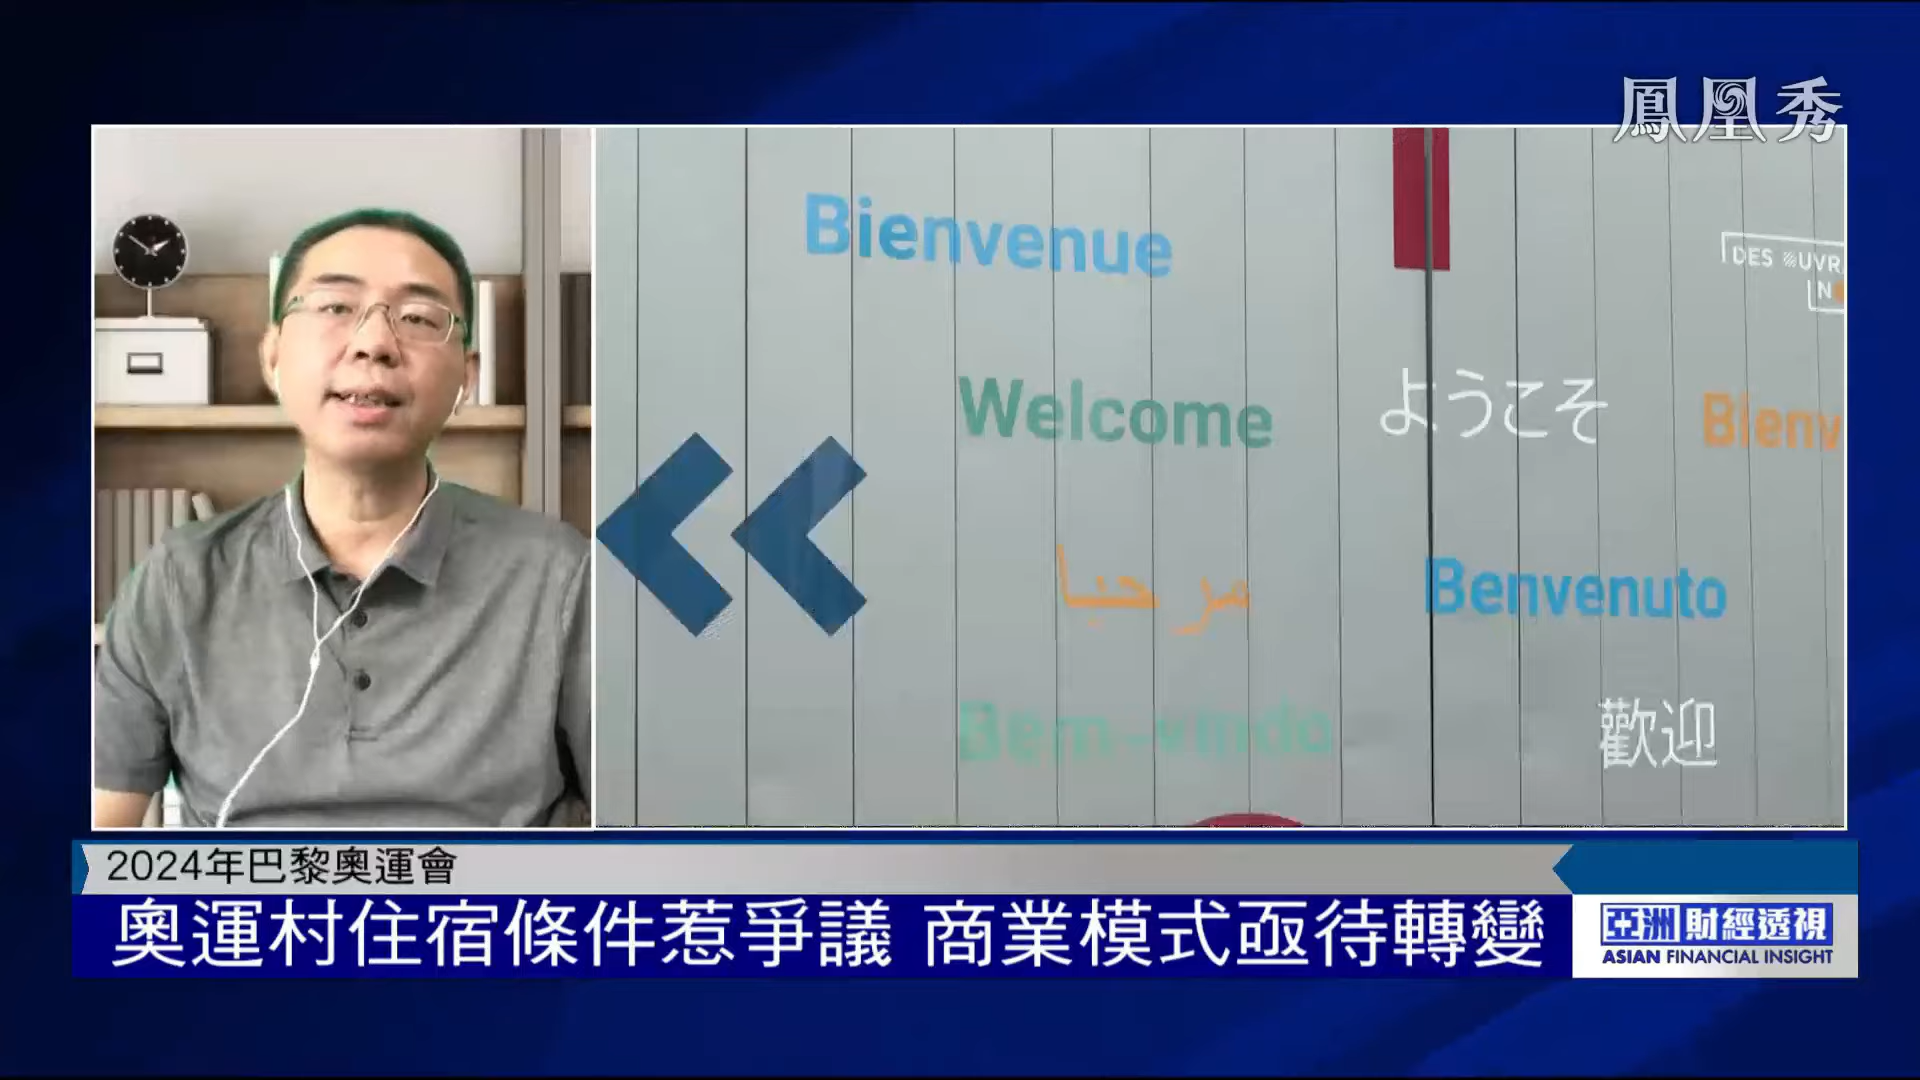 鳳凰秀
Bienvenue
DES OUVRA
N
Welcome
ようこそ
Bienv
مرحبا
Benvenuto
Bem-vindo
歡迎
2024年巴黎奧運會
奧運村住宿條件惹爭議 商業模式亟待轉變
亞洲財經透視
ASIAN FINANCIAL INSIGHT